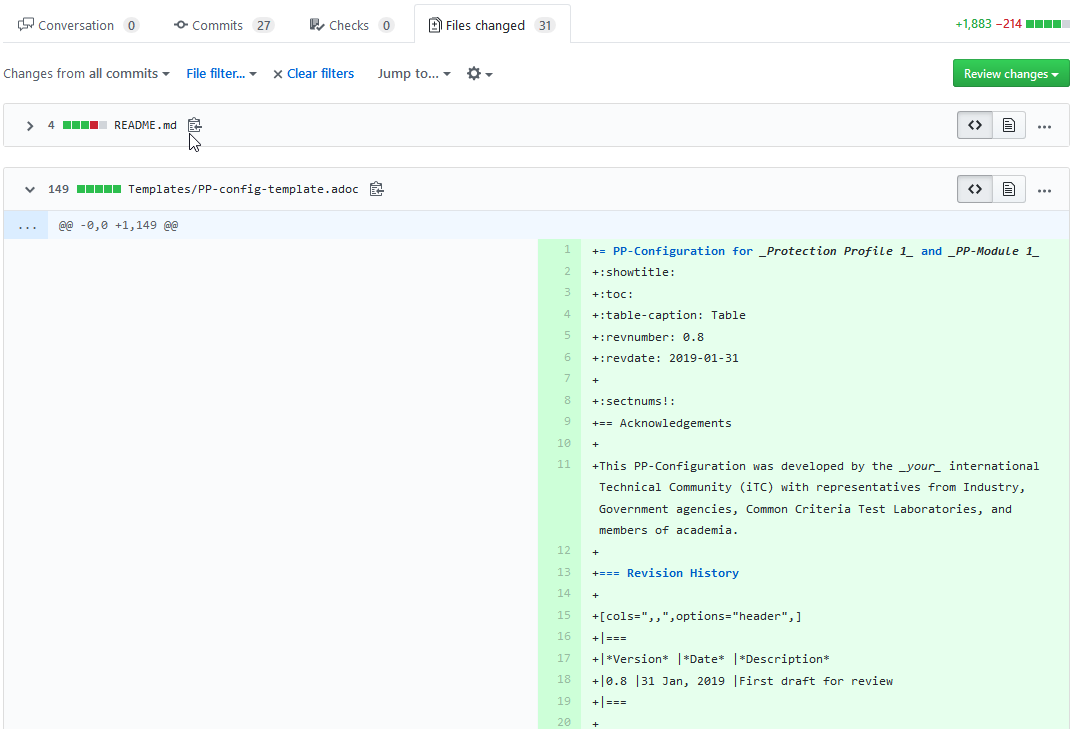 Conversation 0 Commits 27 Checks 0 Files changed 31 +1,883 −214
Changes from all commits File filter... Clear filters Jump to... Review changes
4 README.md <> ...
149 Templates/PP-config-template.adoc <> ...
... @@ -0,0 +1,149 @@
1 += PP-Configuration for _Protection Profile 1_ and _PP-Module 1_
2 +:showtitle:
3 +:toc:
4 +:table-caption: Table
5 +:revnumber: 0.8
6 +:revdate: 2019-01-31
7 +
8 +:sectnums!:
9 +== Acknowledgements
10 +
11 +This PP-Configuration was developed by the _your_ international
Technical Community (iTC) with representatives from Industry,
Government agencies, Common Criteria Test Laboratories, and
members of academia.
12 +
13 +=== Revision History
14 +
15 +[cols=",,",options="header",]
16 +|===
17 +|*Version* |*Date* |*Description*
18 +|0.8 |31 Jan, 2019 |First draft for review
19 +|===
20 +